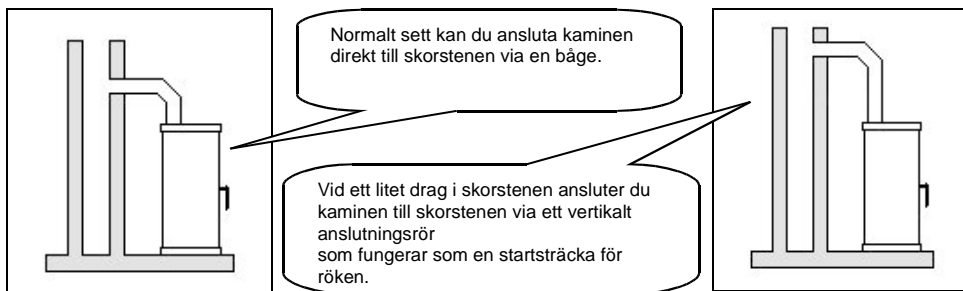 Normalt sett kan du ansluta kaminen
direkt till skorstenen via en båge.
Vid ett litet drag i skorstenen ansluter du
kaminen till skorstenen via ett vertikalt
anslutningsrör
som fungerar som en startsträcka för
röken.